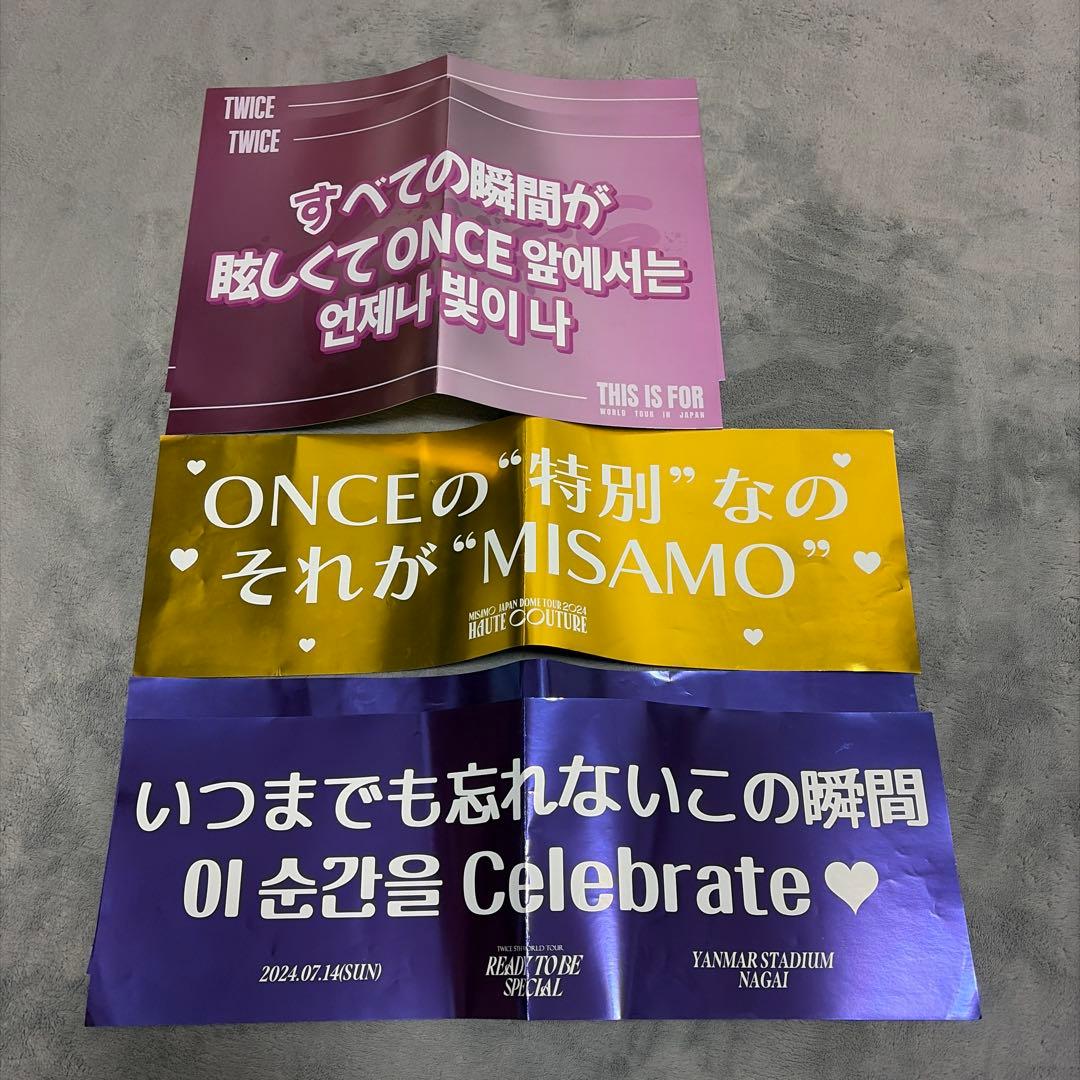 TWICE
TWICE
すべての瞬間が
眩しくて ONCE 앞에서는
언제나 빛이 나
THIS IS FOR
WORLD TOUR IN JAPAN
ONCEの“特別”なの
それが“MISAMO”
MISAMO JAPAN DOME TOUR 2024
HAUTE COUTURE
いつまでも忘れないこの瞬間
이 순간을 Celebrate♥
2024.07.14(SUN)
TWICE 5TH WORLD TOUR
READY TO BE
SPECIAL
YANMAR STADIUM
NAGAI